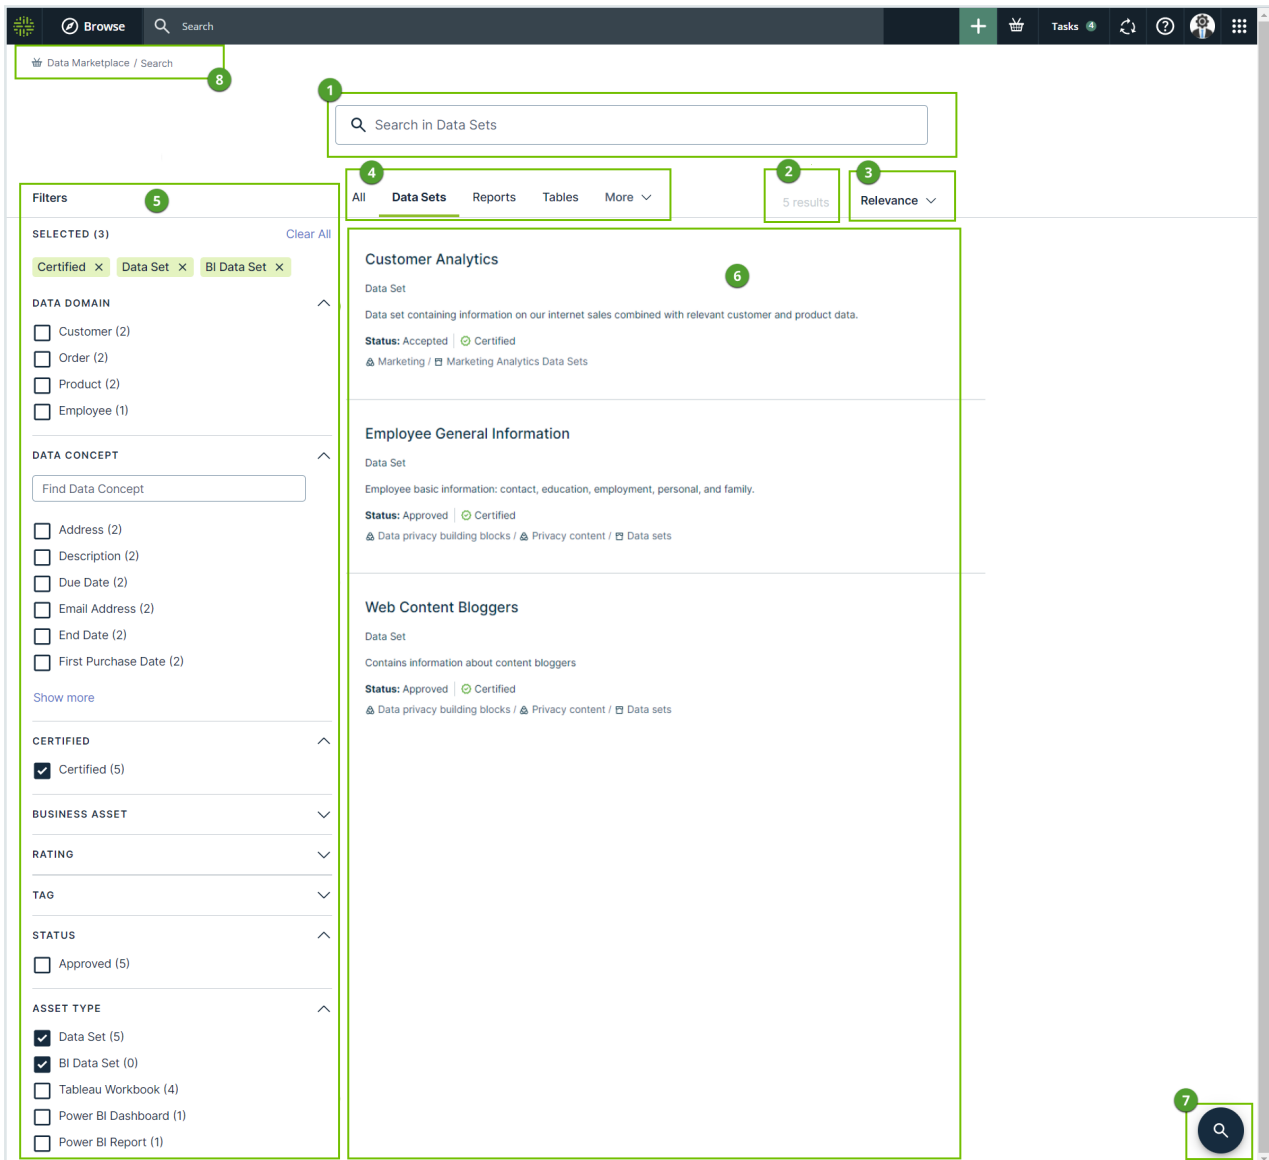 Browse
Search
Tasks 4
Data Marketplace / Search
8
1
Search in Data Sets
4
2
3
Filters
5
All
Data Sets
Reports
Tables
More
5 results
Relevance
SELECTED (3)
Clear All
Certified ×
Data Set ×
BI Data Set ×
DATA DOMAIN
Customer (2)
Order (2)
Product (2)
Employee (1)
DATA CONCEPT
Find Data Concept
Address (2)
Description (2)
Due Date (2)
Email Address (2)
End Date (2)
First Purchase Date (2)
Show more
CERTIFIED
Certified (5)
BUSINESS ASSET
RATING
TAG
STATUS
Approved (5)
ASSET TYPE
Data Set (5)
BI Data Set (0)
Tableau Workbook (4)
Power BI Dashboard (1)
Power BI Report (1)
6
Customer Analytics
Data Set
Data set containing information on our internet sales combined with relevant customer and product data.
Status: Accepted | Certified
Marketing / Marketing Analytics Data Sets
Employee General Information
Data Set
Employee basic information: contact, education, employment, personal, and family.
Status: Approved | Certified
Data privacy building blocks / Privacy content / Data sets
Web Content Bloggers
Data Set
Contains information about content bloggers
Status: Approved | Certified
Data privacy building blocks / Privacy content / Data sets
7